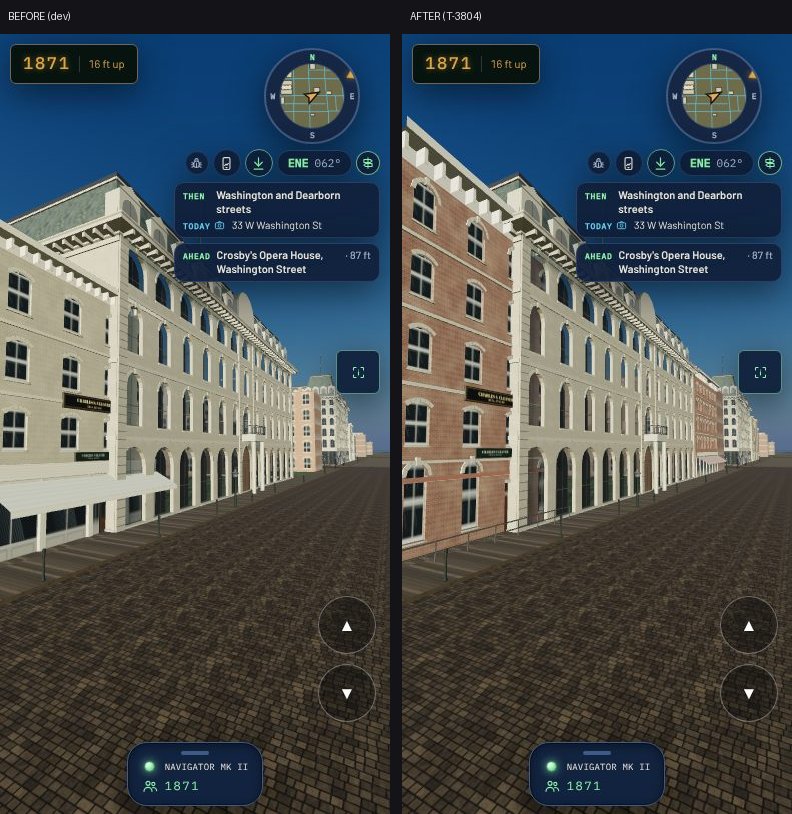 BEFORE (dev)
1871 16 ft up
N
W E
S
ENE 062°
THEN Washington and Dearborn
streets
TODAY 33 W Washington St
AHEAD Crosby's Opera House, · 87 ft
Washington Street
NAVIGATOR MK II
1871
AFTER (T-3804)
1871 16 ft up
N
W E
S
ENE 062°
THEN Washington and Dearborn
streets
TODAY 33 W Washington St
AHEAD Crosby's Opera House, · 87 ft
Washington Street
NAVIGATOR MK II
1871